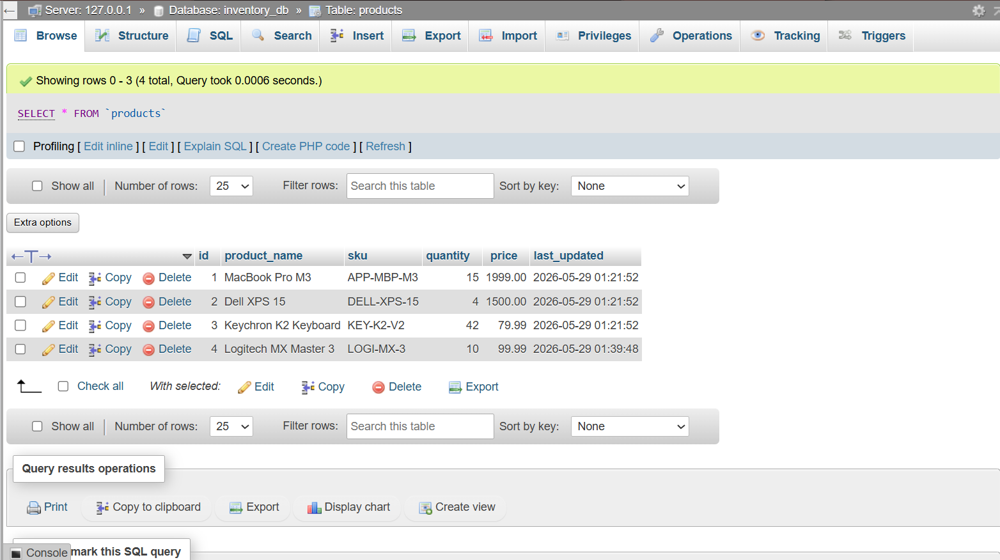 Server: 127.0.0.1 » Database: inventory_db » Table: products
Browse Structure SQL Search Insert Export Import Privileges Operations Tracking Triggers
Showing rows 0 - 3 (4 total, Query took 0.0006 seconds.)
SELECT * FROM `products`
Profiling [ Edit inline ] [ Edit ] [ Explain SQL ] [ Create PHP code ] [ Refresh ]
Show all | Number of rows: 25 Filter rows: Search this table Sort by key: None
Extra options
←T→ id product_name sku quantity price last_updated
Edit Copy Delete 1 MacBook Pro M3 APP-MBP-M3 15 1999.00 2026-05-29 01:21:52
Edit Copy Delete 2 Dell XPS 15 DELL-XPS-15 4 1500.00 2026-05-29 01:21:52
Edit Copy Delete 3 Keychron K2 Keyboard KEY-K2-V2 42 79.99 2026-05-29 01:21:52
Edit Copy Delete 4 Logitech MX Master 3 LOGI-MX-3 10 99.99 2026-05-29 01:39:48
Check all With selected: Edit Copy Delete Export
Show all | Number of rows: 25 Filter rows: Search this table Sort by key: None
Query results operations
Print Copy to clipboard Export Display chart Create view
Console mark this SQL query